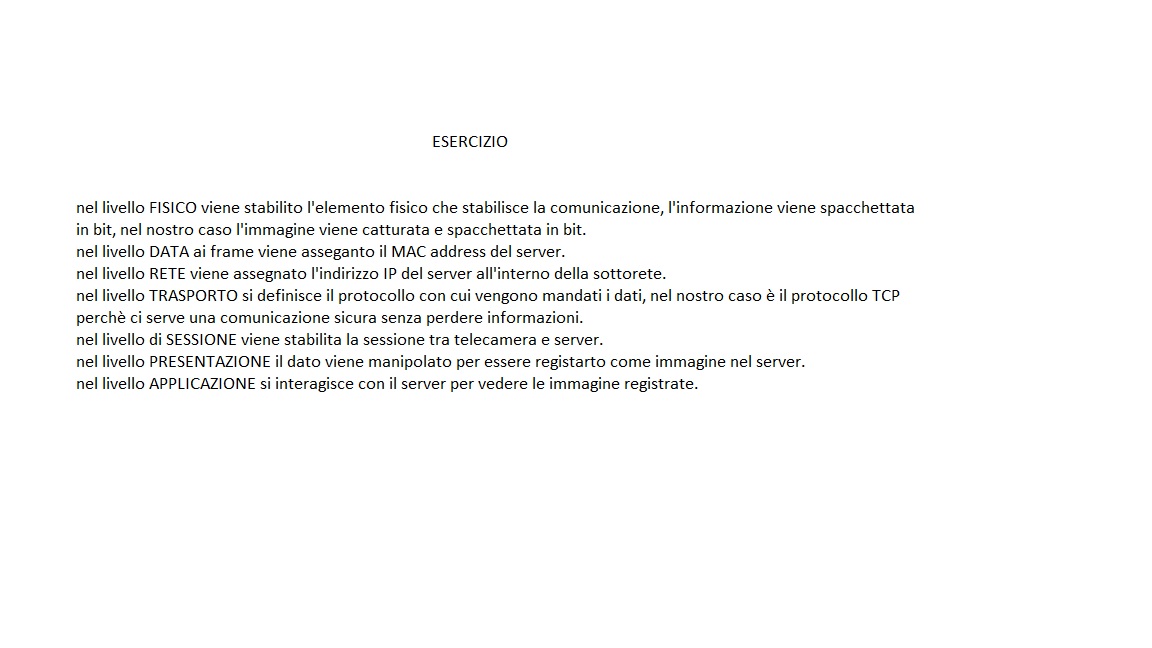 ESERCIZIO
nel livello FISICO viene stabilito l'elemento fisico che stabilisce la comunicazione, l'informazione viene spacchettata
in bit, nel nostro caso l'immagine viene catturata e spacchettata in bit.
nel livello DATA ai frame viene asseganto il MAC address del server.
nel livello RETE viene assegnato l'indirizzo IP del server all'interno della sottorete.
nel livello TRASPORTO si definisce il protocollo con cui vengono mandati i dati, nel nostro caso è il protocollo TCP
perchè ci serve una comunicazione sicura senza perdere informazioni.
nel livello di SESSIONE viene stabilita la sessione tra telecamera e server.
nel livello PRESENTAZIONE il dato viene manipolato per essere registarto come immagine nel server.
nel livello APPLICAZIONE si interagisce con il server per vedere le immagine registrate.